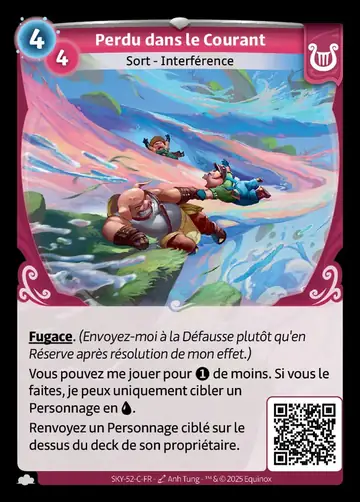 4
4
Perdu dans le Courant
Sort - Interférence
Fugace. (Envoyez-moi à la Défausse plutôt qu'en
Réserve après résolution de mon effet.)
Vous pouvez me jouer pour 1 de moins. Si vous le
faites, je peux uniquement cibler un
Personnage en .
Renvoyez un Personnage ciblé sur le
dessus du deck de son propriétaire.
SKY-52-C-FR - Anh Tung - ™ & © 2025 Equinox